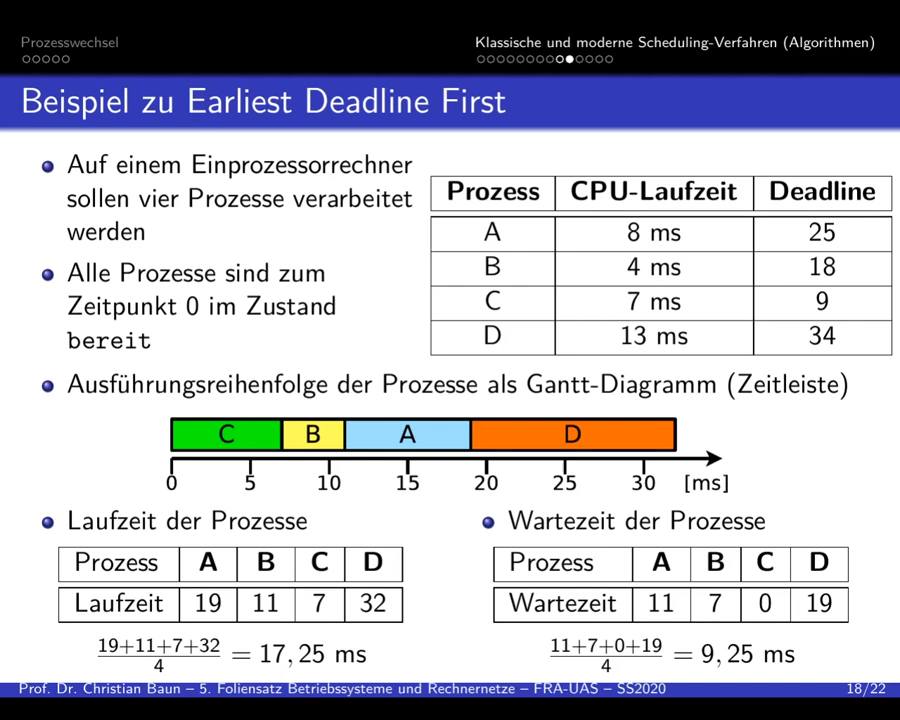 Prozesswechsel
Klassische und moderne Scheduling-Verfahren (Algorithmen)
Beispiel zu Earliest Deadline First
Auf einem Einprozessorrechner
sollen vier Prozesse verarbeitet
werden
Alle Prozesse sind zum
Zeitpunkt 0 im Zustand
bereit
Prozess CPU-Laufzeit Deadline
A 8 ms 25
B 4 ms 18
C 7 ms 9
D 13 ms 34
Ausführungsreihenfolge der Prozesse als Gantt-Diagramm (Zeitleiste)
C B A D
0 5 10 15 20 25 30 [ms]
Laufzeit der Prozesse
Prozess A B C D
Laufzeit 19 11 7 32
19+11+7+32
4
= 17, 25 ms
Wartezeit der Prozesse
Prozess A B C D
Wartezeit 11 7 0 19
11+7+0+19
4
= 9, 25 ms
Prof. Dr. Christian Baun – 5. Foliensatz Betriebssysteme und Rechnernetze – FRA-UAS – SS2020 18/22